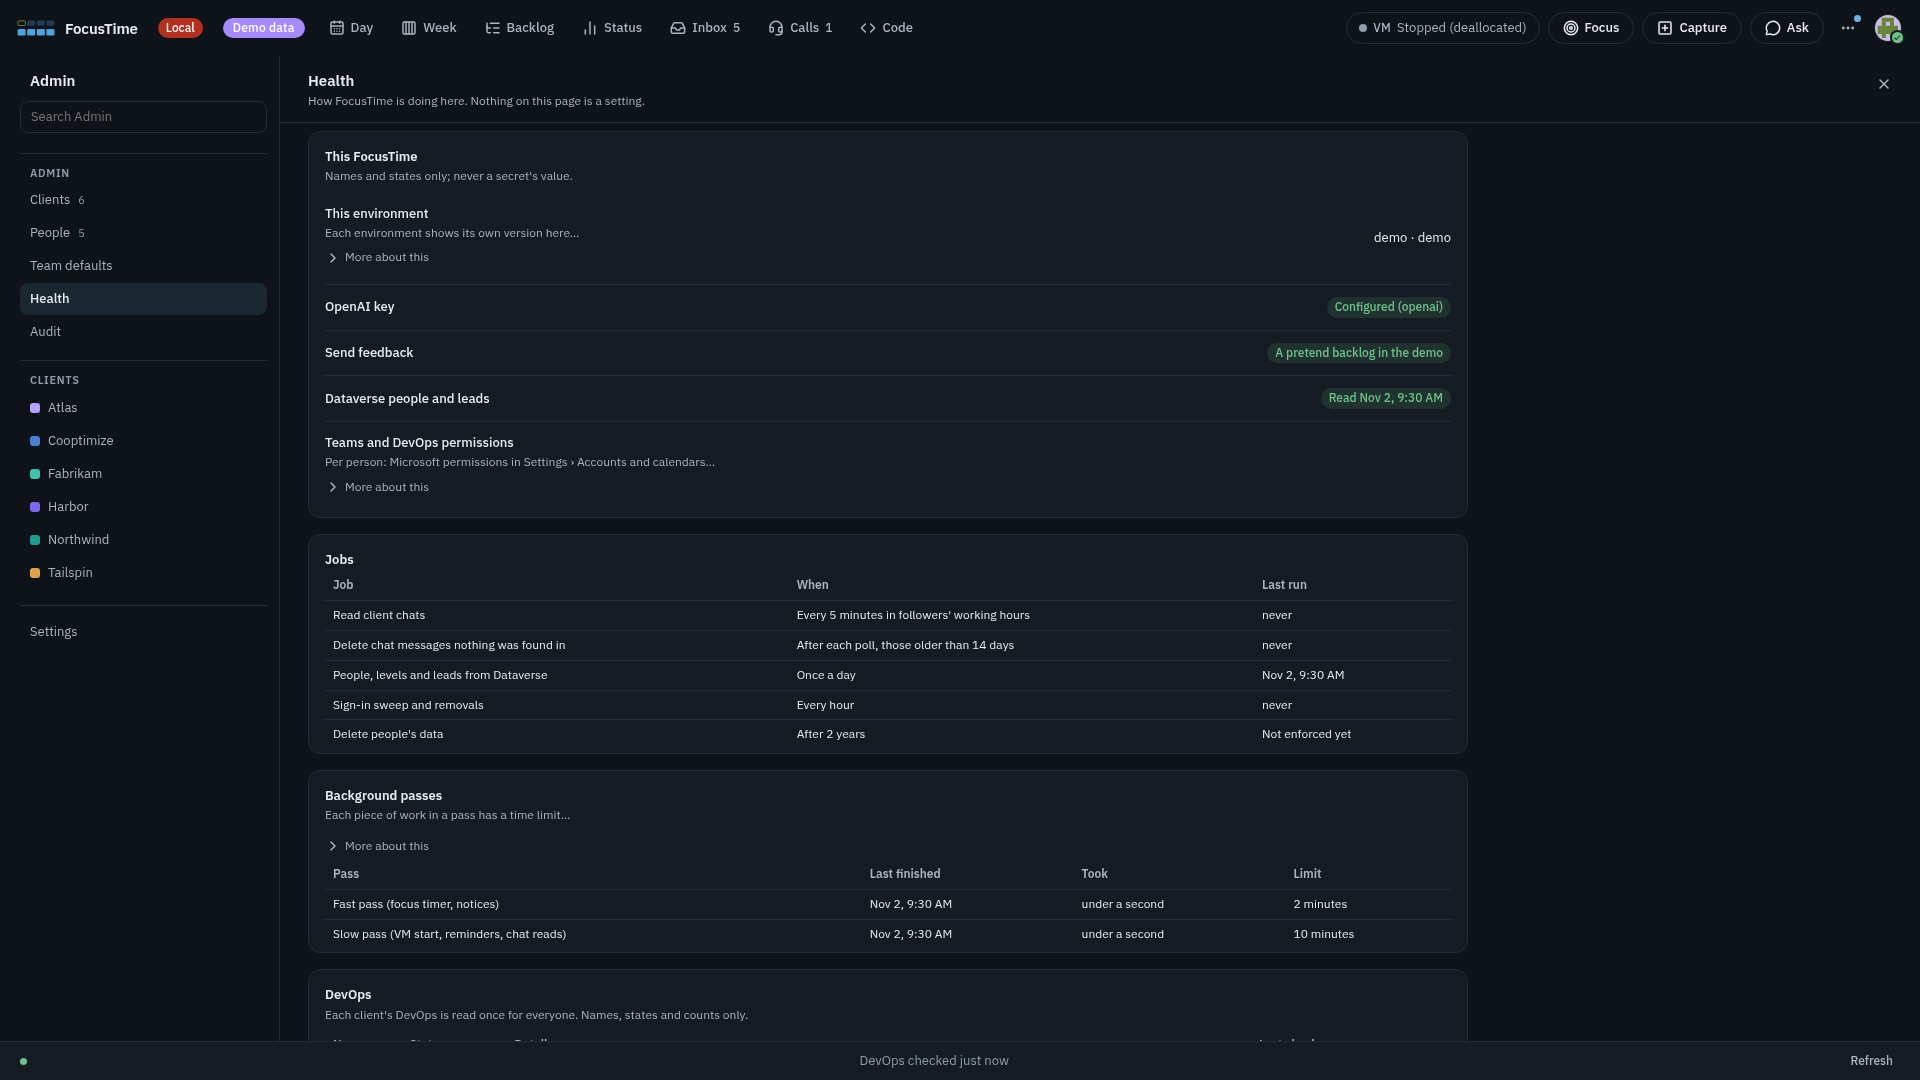 FocusTime
Local
Demo data
Day
Week
Backlog
Status
Inbox 5
Calls 1
Code
VM Stopped (deallocated)
Focus
Capture
Ask
Admin
Search Admin
ADMIN
Clients 6
People 5
Team defaults
Health
Audit
CLIENTS
Atlas
Cooptimize
Fabrikam
Harbor
Northwind
Tailspin
Settings
Health
How FocusTime is doing here. Nothing on this page is a setting.
This FocusTime
Names and states only; never a secret's value.
This environment
Each environment shows its own version here...
demo · demo
More about this
OpenAI key
Configured (openai)
Send feedback
A pretend backlog in the demo
Dataverse people and leads
Read Nov 2, 9:30 AM
Teams and DevOps permissions
Per person: Microsoft permissions in Settings › Accounts and calendars...
More about this
Jobs
Job When Last run
Read client chats Every 5 minutes in followers' working hours never
Delete chat messages nothing was found in After each poll, those older than 14 days never
People, levels and leads from Dataverse Once a day Nov 2, 9:30 AM
Sign-in sweep and removals Every hour never
Delete people's data After 2 years Not enforced yet
Background passes
Each piece of work in a pass has a time limit...
More about this
Pass Last finished Took Limit
Fast pass (focus timer, notices) Nov 2, 9:30 AM under a second 2 minutes
Slow pass (VM start, reminders, chat reads) Nov 2, 9:30 AM under a second 10 minutes
DevOps
Each client's DevOps is read once for everyone. Names, states and counts only.
DevOps checked just now
Refresh